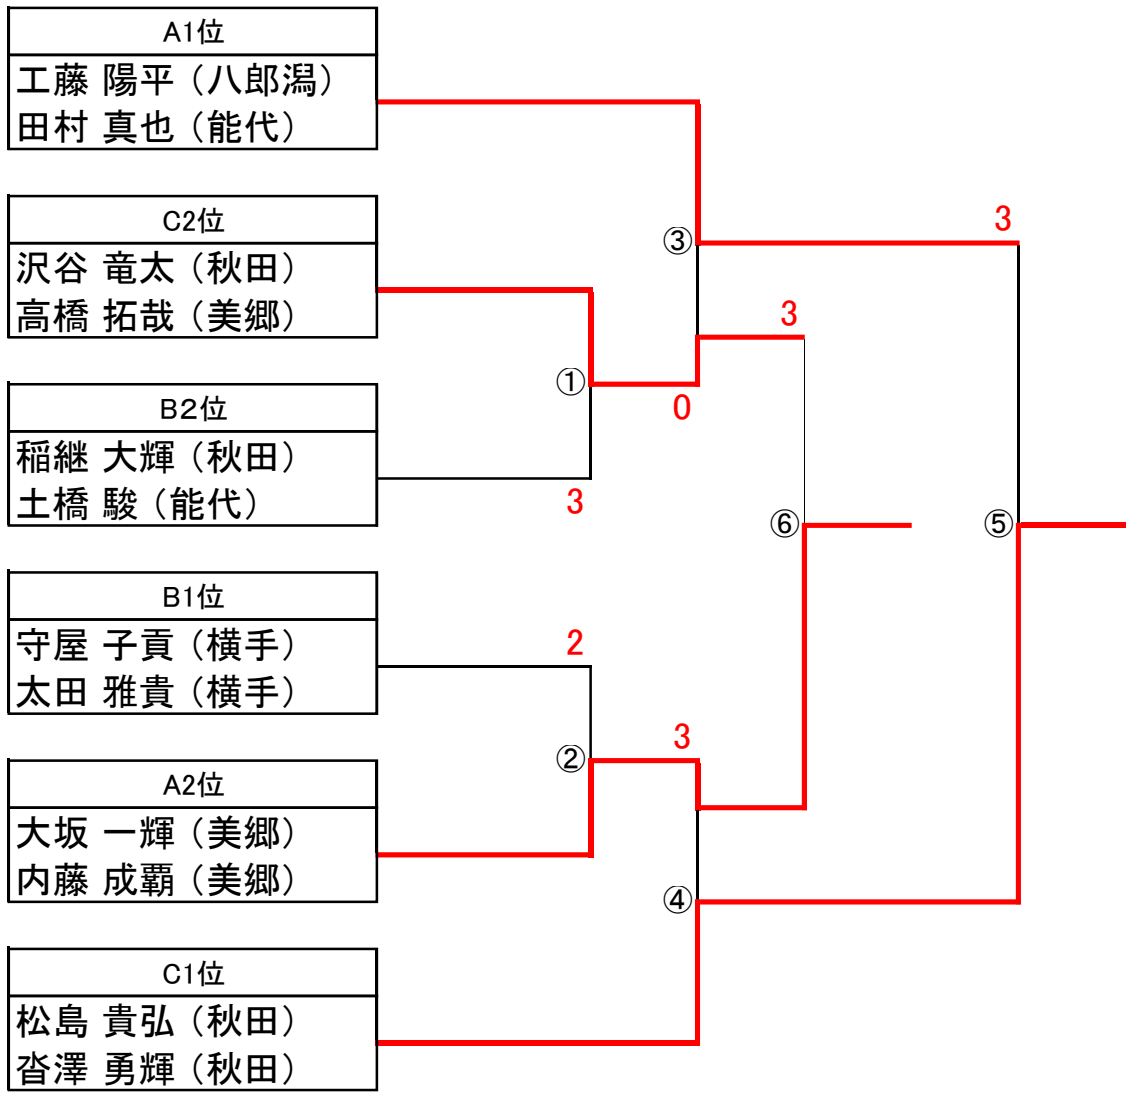 A1位
工藤 陽平（八郎潟）
田村 真也（能代）
C2位
沢谷 竜太（秋田）
高橋 拓哉（美郷）
B２位
稲継 大輝（秋田）
土橋 駿（能代）
B1位
守屋 子貢（横手）
太田 雅貴（横手）
A2位
大坂 一輝（美郷）
内藤 成覇（美郷）
C1位
松島 貴弘（秋田）
沓澤 勇輝（秋田）
3
③
3
①
0
3
⑥
⑤
2
3
②
④